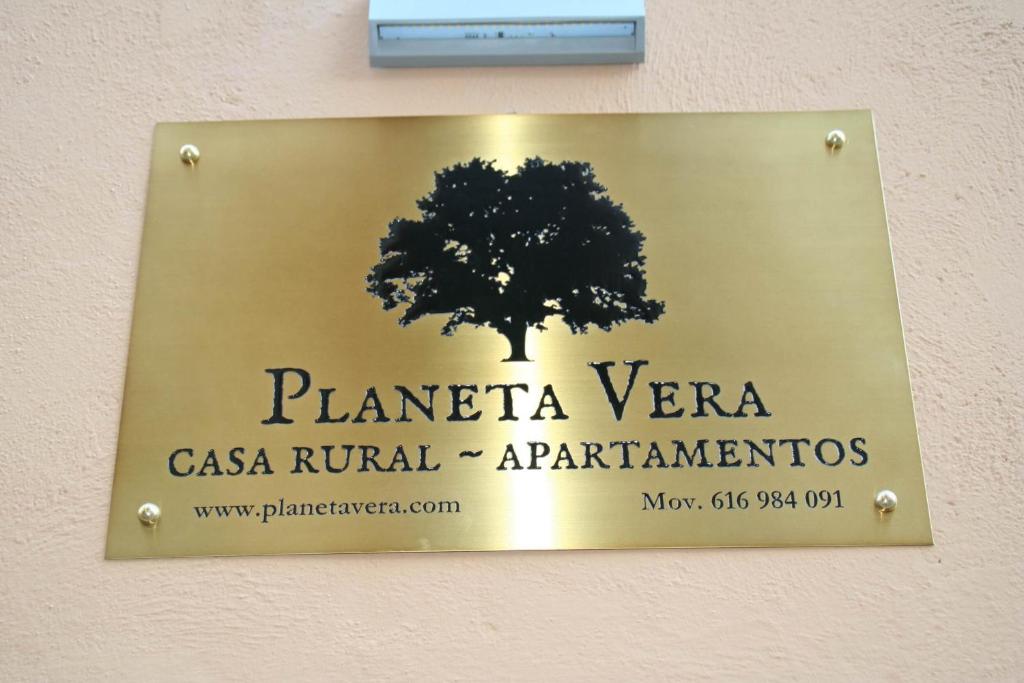 PLANETA VERA
CASA RURAL ~ APARTAMENTOS
www.planetavera.com Mov. 616 984 091